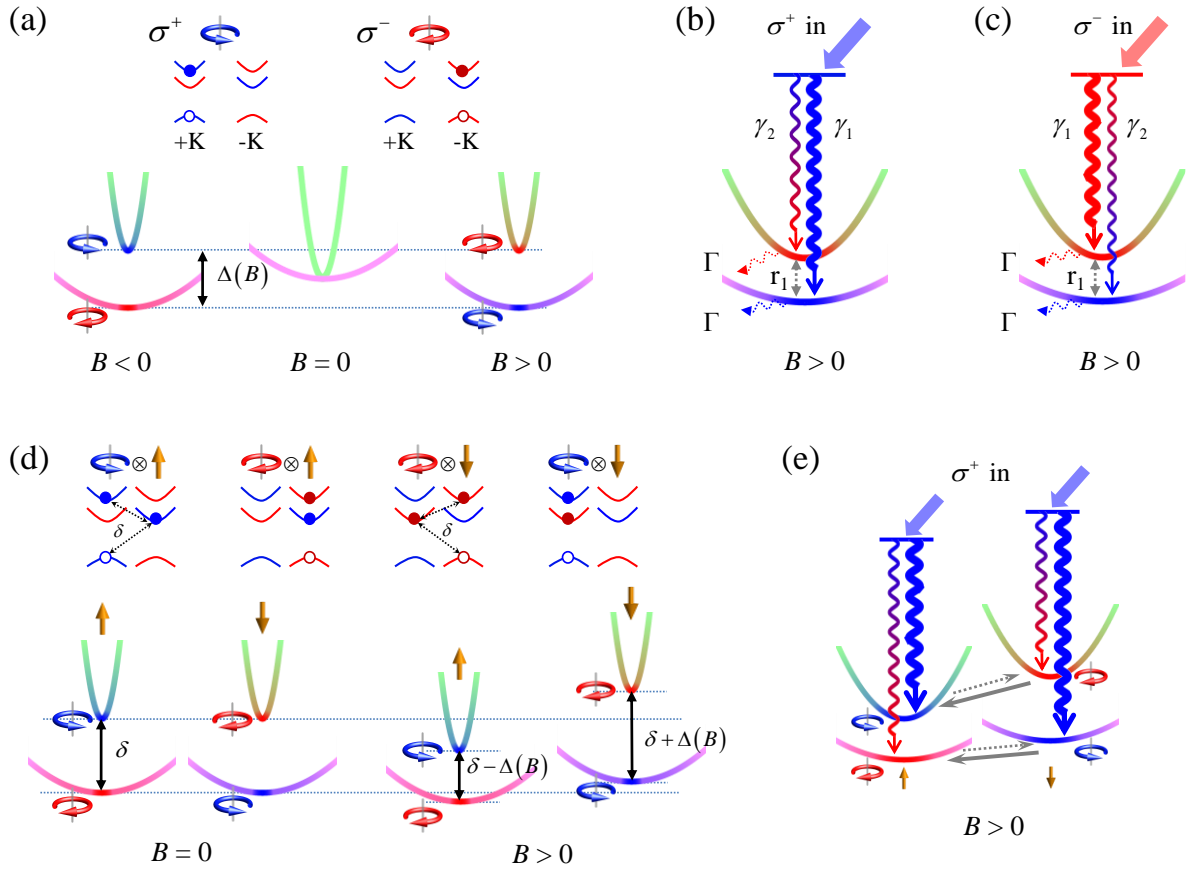 (a)
σ⁺
σ⁻
+K
-K
+K
-K
Δ(B)
B < 0
B = 0
B > 0
(b)
σ⁺ in
γ₂
γ₁
Γ
r₁
Γ
B > 0
(c)
σ⁻ in
γ₁
γ₂
Γ
r₁
Γ
B > 0
(d)
⊗
⊗
⊗
⊗
δ
δ
δ
δ − Δ(B)
δ + Δ(B)
B = 0
B > 0
(e)
σ⁺ in
B > 0